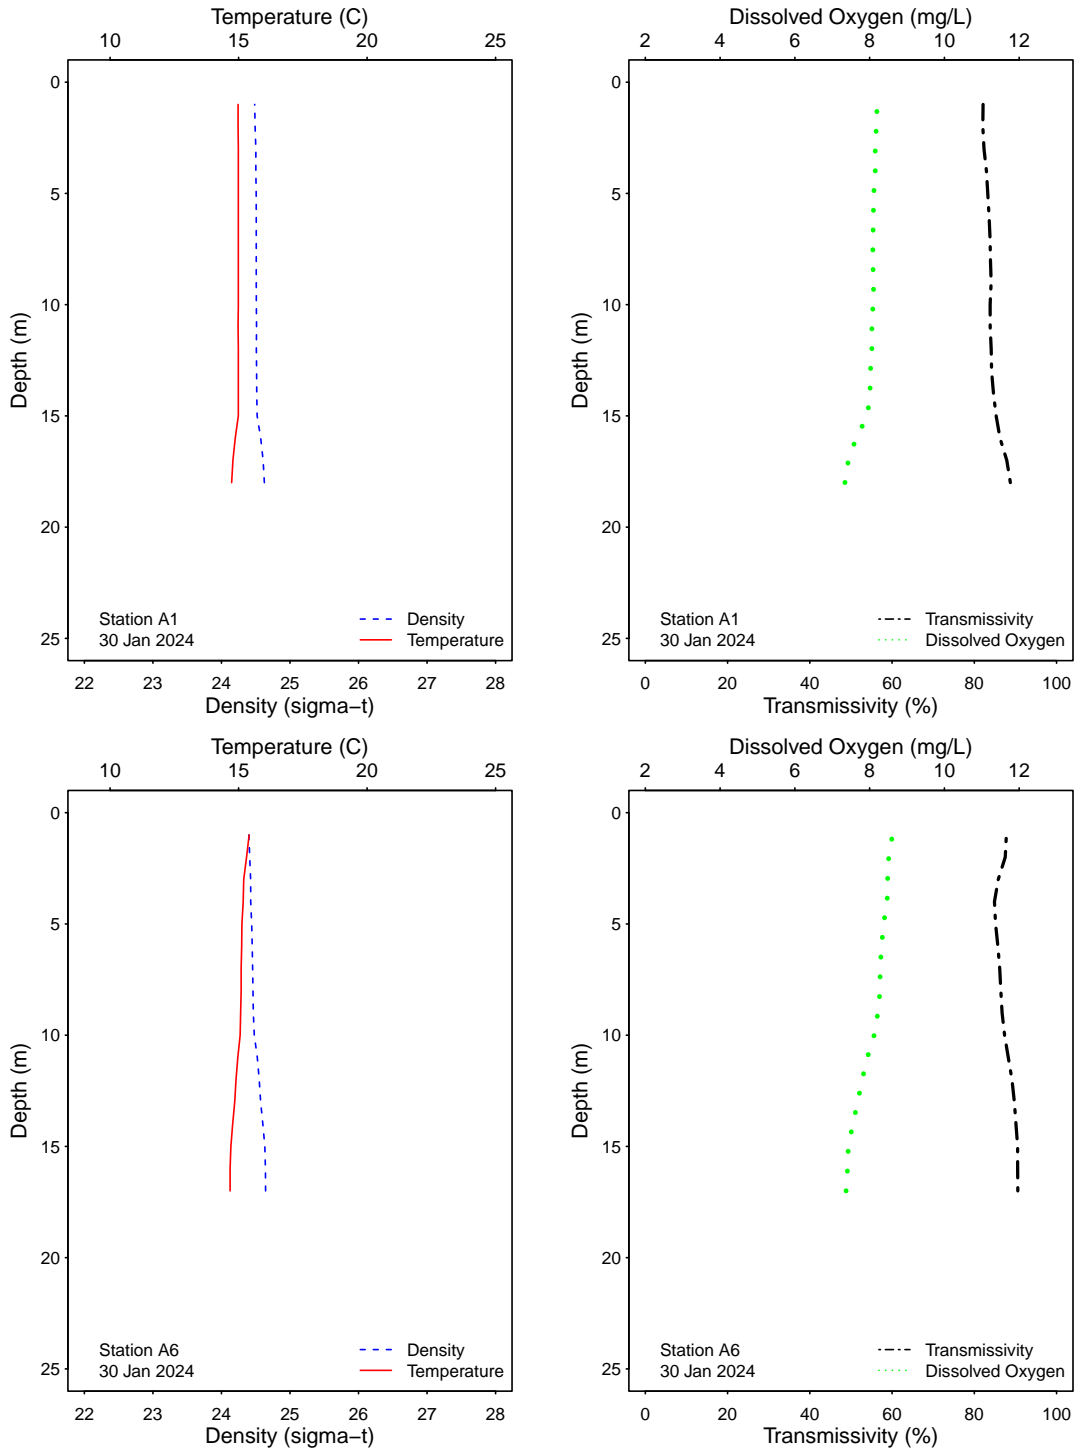 Temperature (C)
10 15 20 25
0
5
10
15
20
25
Depth (m)
Station A1
30 Jan 2024
Density
Temperature
22 23 24 25 26 27 28
Density (sigma−t)
Dissolved Oxygen (mg/L)
2 4 6 8 10 12
0
5
10
15
20
25
Depth (m)
Station A1
30 Jan 2024
Transmissivity
Dissolved Oxygen
0 20 40 60 80 100
Transmissivity (%)
Temperature (C)
10 15 20 25
0
5
10
15
20
25
Depth (m)
Station A6
30 Jan 2024
Density
Temperature
22 23 24 25 26 27 28
Density (sigma−t)
Dissolved Oxygen (mg/L)
2 4 6 8 10 12
0
5
10
15
20
25
Depth (m)
Station A6
30 Jan 2024
Transmissivity
Dissolved Oxygen
0 20 40 60 80 100
Transmissivity (%)